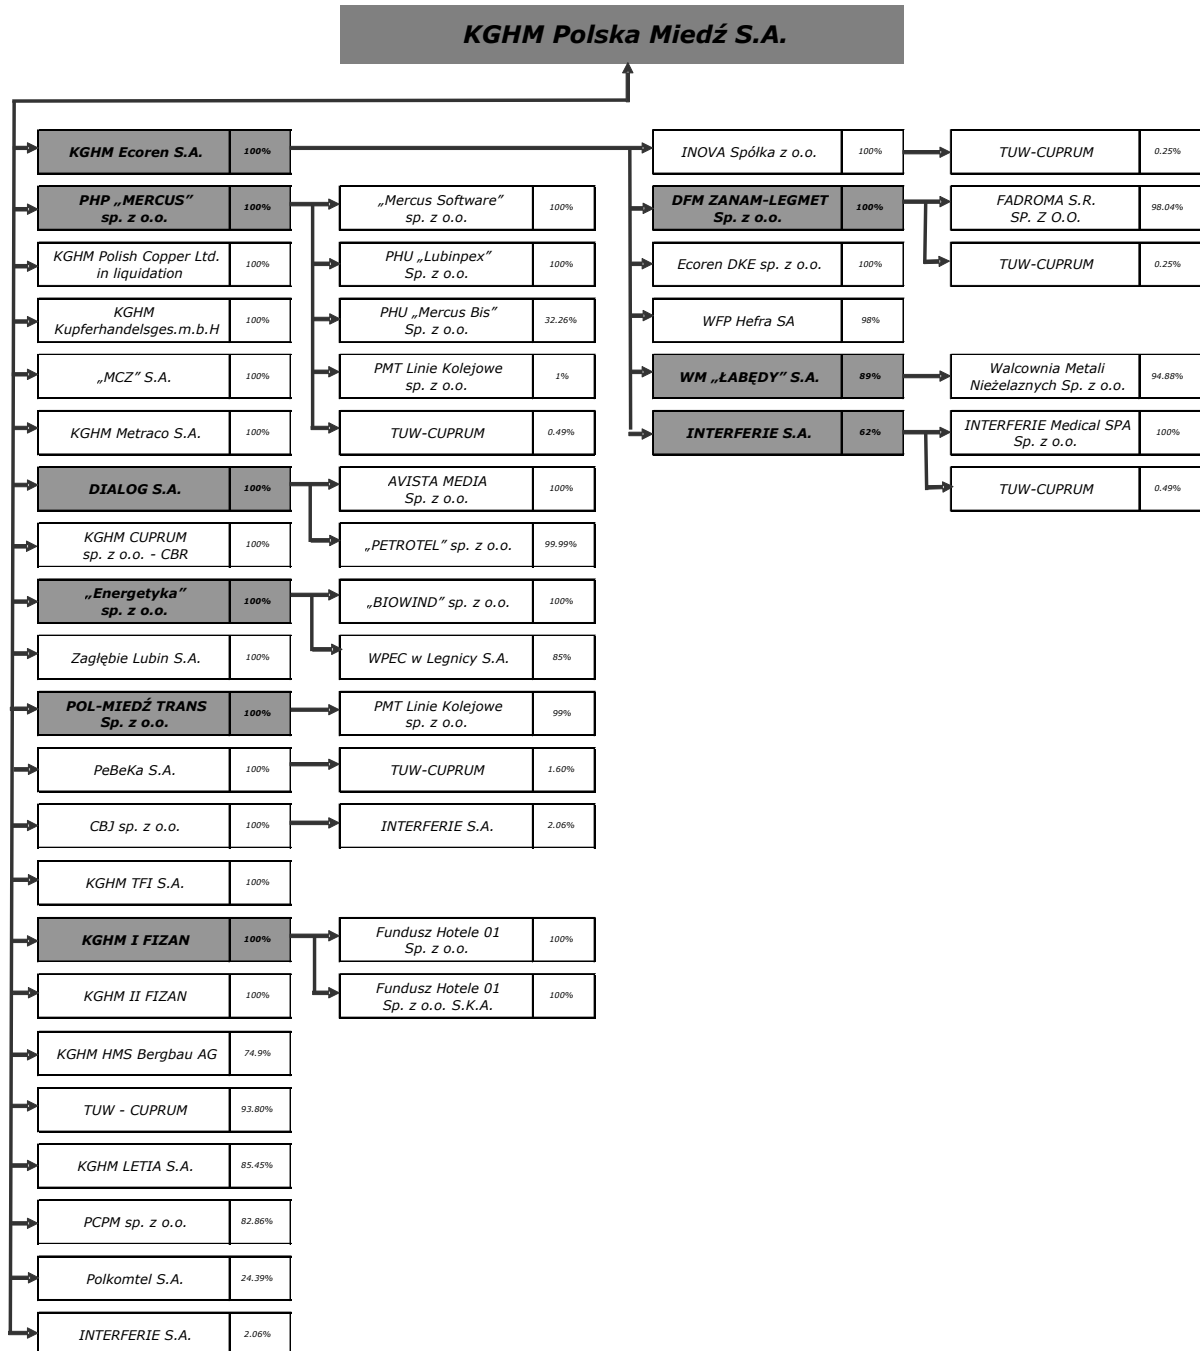 KGHM Polska Miedź S.A.
KGHM Ecoren S.A. 100%
INOVA Spółka z o.o. 100%
TUW-CUPRUM 0.25%
PHP „MERCUS”
sp. z o.o.
100%
„Mercus Software”
sp. z o.o.
100%
DFM ZANAM-LEGMET
Sp. z o.o.
100%
FADROMA S.R.
SP. Z O.O.
98.04%
KGHM Polish Copper Ltd.
in liquidation
100%
PHU „Lubinpex”
Sp. z o.o.
100%
Ecoren DKE sp. z o.o. 100%
TUW-CUPRUM 0.25%
KGHM
Kupferhandelsges.m.b.H
100%
PHU „Mercus Bis”
Sp. z o.o.
32.26%
WFP Hefra SA 98%
„MCZ” S.A. 100%
PMT Linie Kolejowe
sp. z o.o.
1%
WM „ŁABĘDY” S.A. 89%
Walcownia Metali
Nieżelaznych Sp. z o.o.
94.88%
KGHM Metraco S.A. 100%
TUW-CUPRUM 0.49%
INTERFERIE S.A. 62%
INTERFERIE Medical SPA
Sp. z o.o.
100%
DIALOG S.A. 100%
AVISTA MEDIA
Sp. z o.o.
100%
TUW-CUPRUM 0.49%
KGHM CUPRUM
sp. z o.o. - CBR
100%
„PETROTEL” sp. z o.o. 99.99%
„Energetyka”
sp. z o.o.
100%
„BIOWIND” sp. z o.o. 100%
Zagłębie Lubin S.A. 100%
WPEC w Legnicy S.A. 85%
POL-MIEDŹ TRANS
Sp. z o.o.
100%
PMT Linie Kolejowe
sp. z o.o.
99%
PeBeKa S.A. 100%
TUW-CUPRUM 1.60%
CBJ sp. z o.o. 100%
INTERFERIE S.A. 2.06%
KGHM TFI S.A. 100%
KGHM I FIZAN 100%
Fundusz Hotele 01
Sp. z o.o.
100%
KGHM II FIZAN 100%
Fundusz Hotele 01
Sp. z o.o. S.K.A.
100%
KGHM HMS Bergbau AG 74.9%
TUW - CUPRUM 93.80%
KGHM LETIA S.A. 85.45%
PCPM sp. z o.o. 82.86%
Polkomtel S.A. 24.39%
INTERFERIE S.A. 2.06%